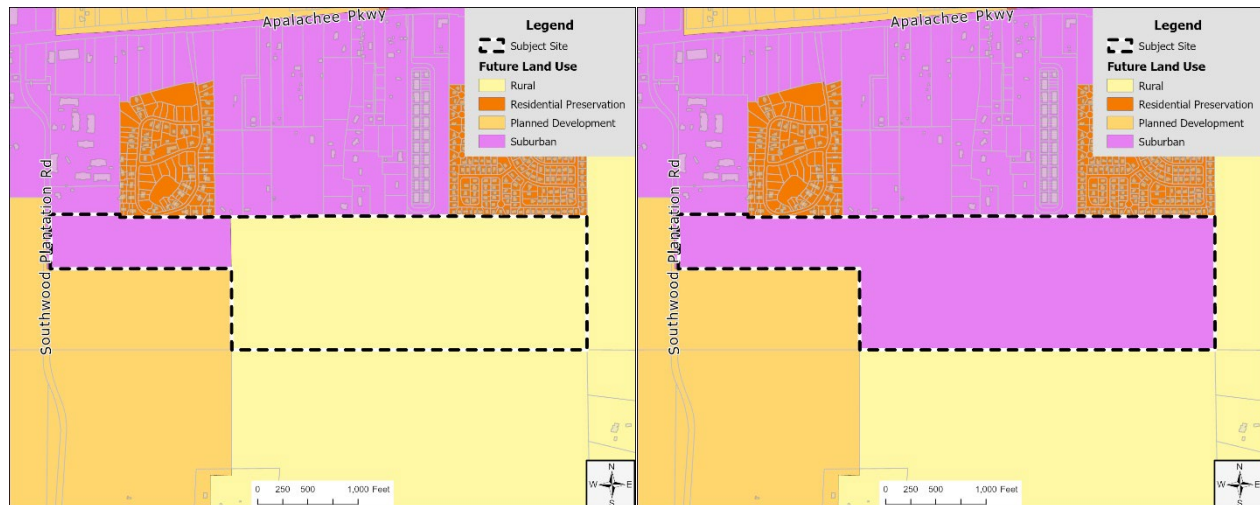 Apalachee Pkwy
Legend
Subject Site
Future Land Use
Rural
Residential Preservation
Planned Development
Suburban
Southwood Plantation Rd
0 250 500 1,000 Feet
N
W E
S
Apalachee Pkwy
Legend
Subject Site
Future Land Use
Rural
Residential Preservation
Planned Development
Suburban
Southwood Plantation Rd
0 250 500 1,000 Feet
N
W E
S